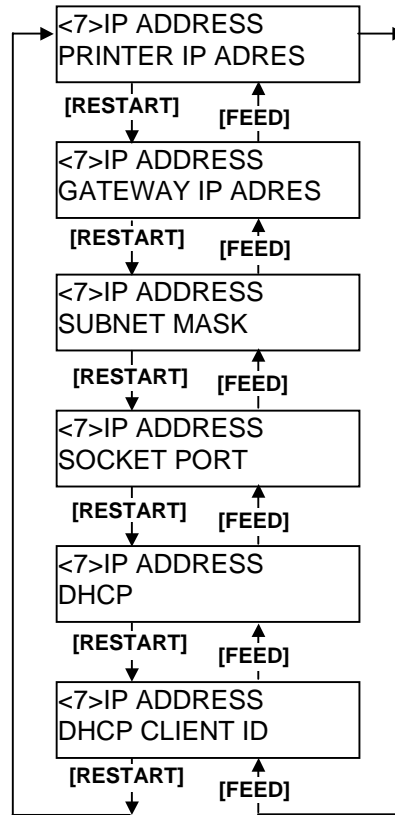 <7>IP ADDRESS
PRINTER IP ADRES
[RESTART]
[FEED]
<7>IP ADDRESS
GATEWAY IP ADRES
[RESTART]
[FEED]
<7>IP ADDRESS
SUBNET MASK
[RESTART]
[FEED]
<7>IP ADDRESS
SOCKET PORT
[RESTART]
[FEED]
<7>IP ADDRESS
DHCP
[RESTART]
[FEED]
<7>IP ADDRESS
DHCP CLIENT ID
[RESTART]
[FEED]